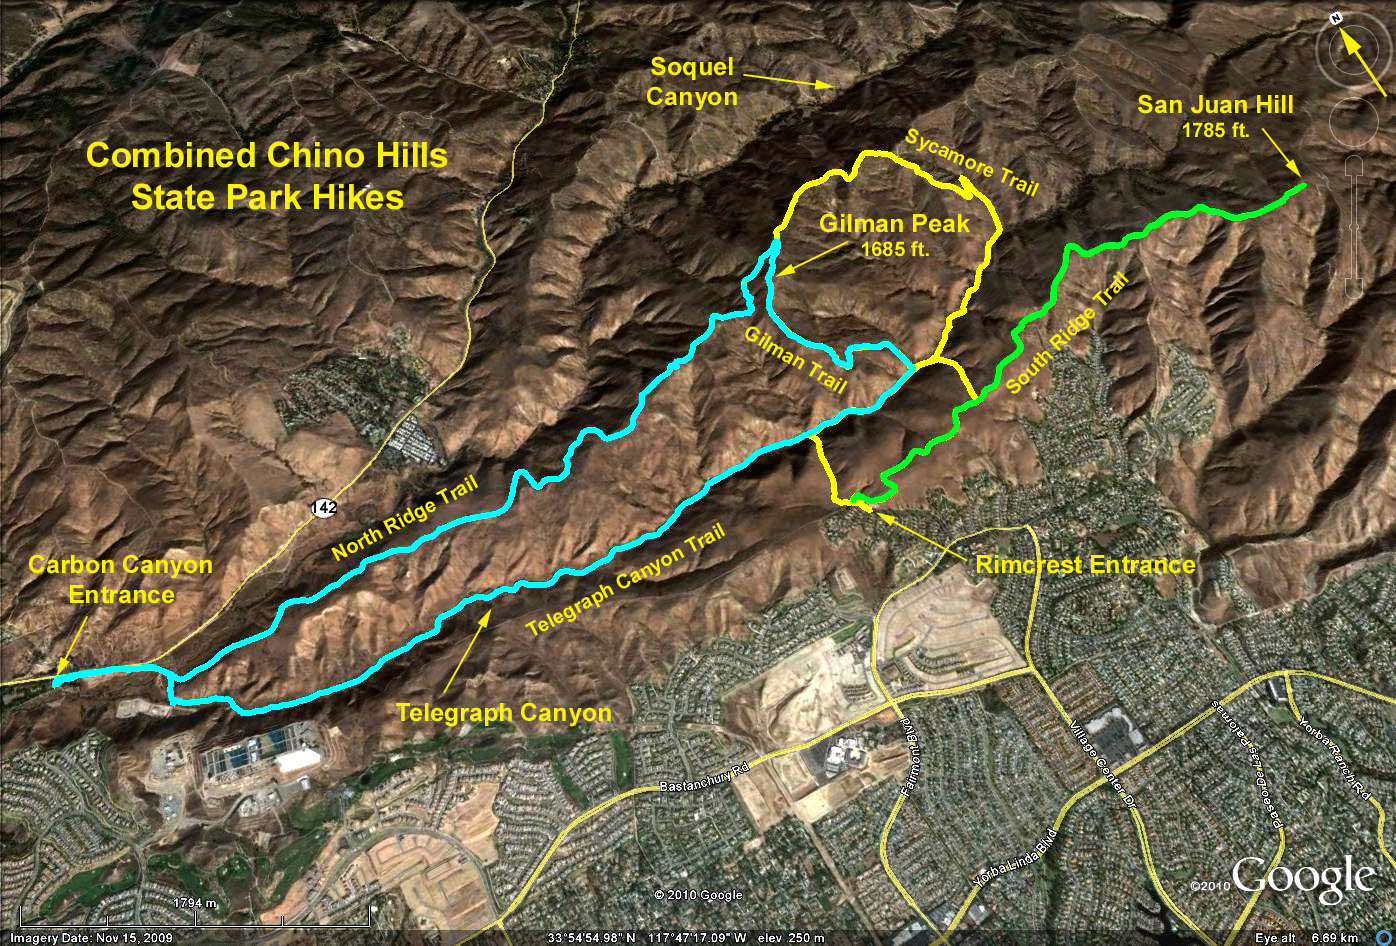 N
Soquel
Canyon
San Juan Hill
1785 ft.
Combined Chino Hills
State Park Hikes
Sycamore Trail
Gilman Peak
1685 ft.
Gilman Trail
South Ridge Trail
142
North Ridge Trail
Carbon Canyon
Entrance
Telegraph Canyon Trail
Rimcrest Entrance
Telegraph Canyon
Bastanchury Rd
Fairmont Blvd
Village Center Dr
Paseo De Las Palomas
Yorba Ranch Rd
Yorba Linda Blvd
©2010 Google
1794 m
© 2010 Google
Imagery Date: Nov 15, 2009
33°54'54.98" N 117°47'17.09" W elev 250 m
Eye alt 6.69 km